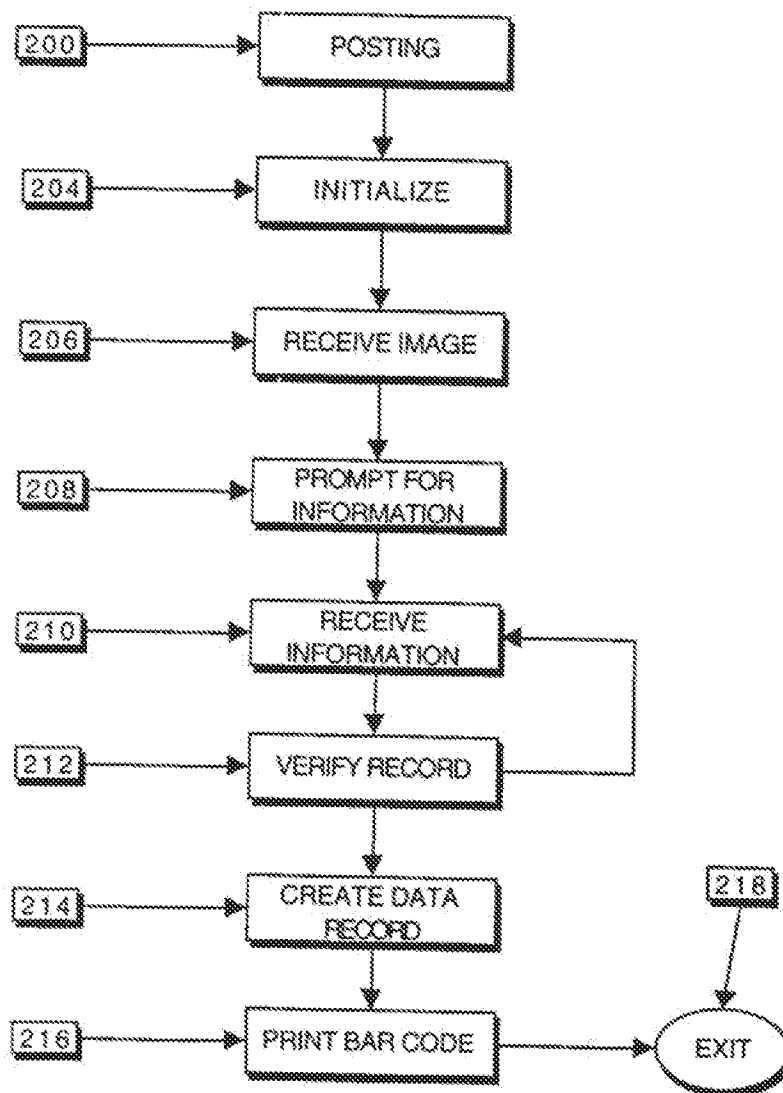 200
POSTING
204
INITIALIZE
206
RECEIVE IMAGE
208
PROMPT FOR
INFORMATION
210
RECEIVE
INFORMATION
212
VERIFY RECORD
214
CREATE DATA
RECORD
218
216
PRINT BAR CODE
EXIT